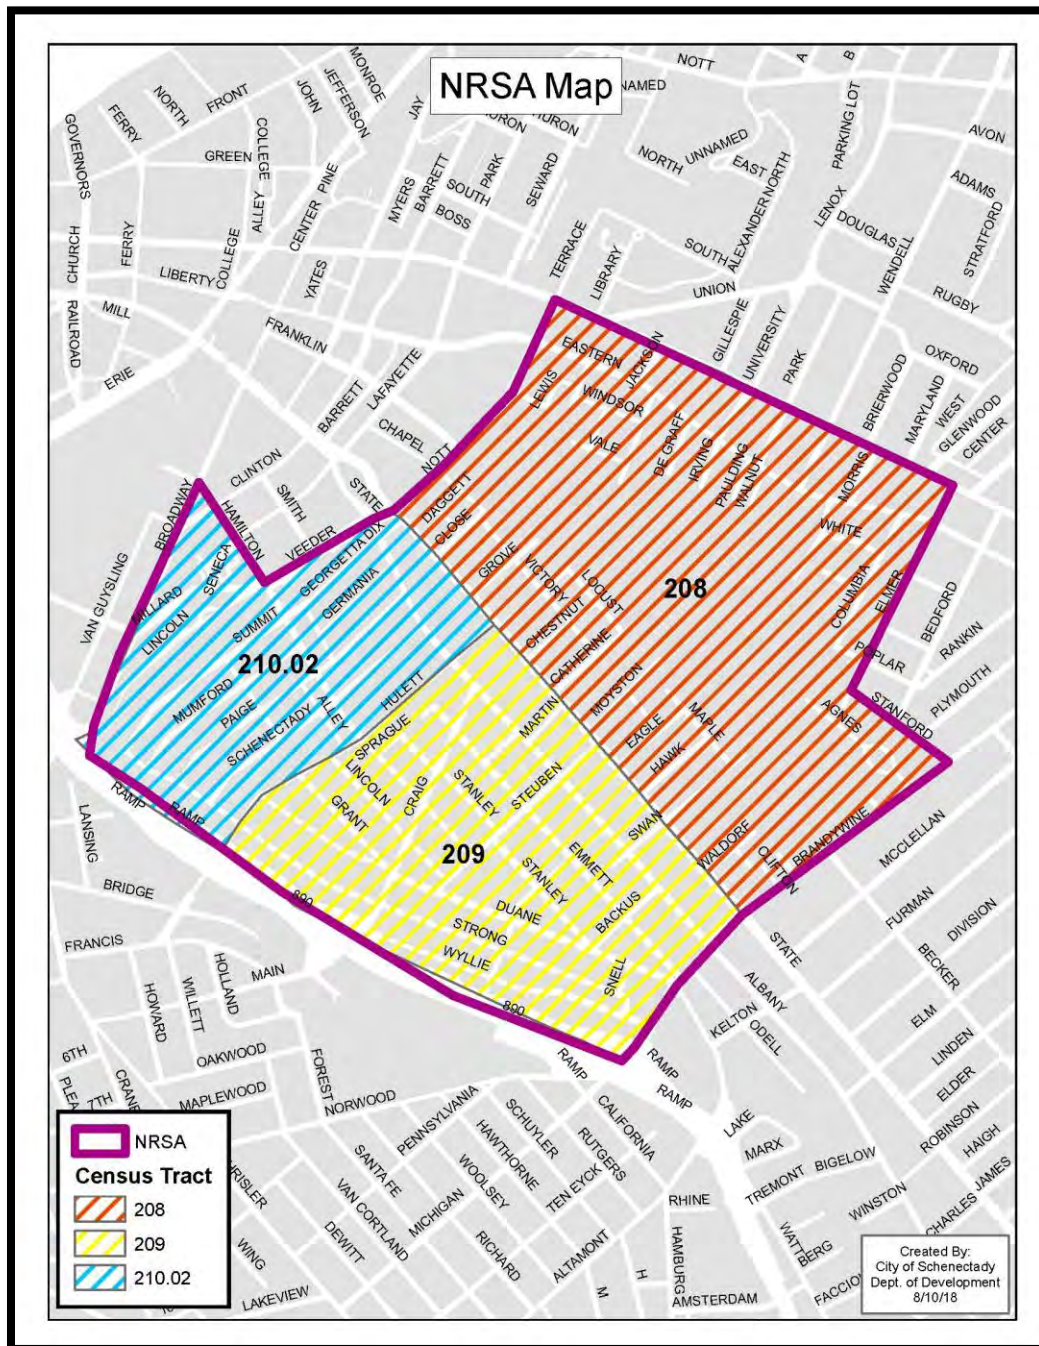 NRSA Map
NOTT
A
B
MONROE
JEFFERSON
JOHN
FRONT
NORTH
FERRY
GOVERNORS
JAY
HURON
NAMED
PARKING LOT
AVON
GREEN
COLLEGE
ALLEY
PINE
CENTER
MYERS
BARRETT
SOUTH
PARK
BOSS
SEWARD
NORTH
UNNAMED
EAST
NORTH
ALEXANDER
LENOX
DOUGLAS
ADAMS
STRATFORD
WENDELL
RUGBY
CHURCH
FERRY
LIBERTY
COLLEGE
YATES
TERRACE
LIBRARY
SOUTH
UNION
RAILROAD
MILL
ERIE
FRANKLIN
BARRETT
LAFAYETTE
CHAPEL
NOTT
EASTERN
JACKSON
LEWIS
WINDSOR
VALE
DE GRAFF
IRVING
PAULDING
WALNUT
GILLESPIE
UNIVERSITY
PARK
BRIERWOOD
OXFORD
MARYLAND
WEST
GLENWOOD
CENTER
MORRIS
WHITE
CLINTON
SMITH
STATE
BROADWAY
HAMILTON
VEEDER
DAGGETT
CLOSE
GROVE
VICTORY
LOCUST
CHESTNUT
CATHERINE
208
COLUMBIA
ELMER
BEDFORD
RANKIN
POPLAR
PLYMOUTH
STANFORD
AGNES
VAN GUYSLING
MILLARD
LINCOLN
SENECA
SUMMIT
GEORGETTA DIX
GERMANIA
210.02
MUMFORD
PAIGE
SCHENECTADY
ALLEY
HULETT
SPRAGUE
MARTIN
MOYSTON
EAGLE
HAWK
MAPLE
LINCOLN
GRANT
CRAIG
STANLEY
STEUBEN
SWAN
WALDORF
CLIFTON
BRANDYWINE
MCCLELLAN
209
EMMETT
STANLEY
BACKUS
DUANE
STRONG
WYLLIE
SNELL
RAMP
RAMP
LANSING
BRIDGE
890
890
FRANCIS
HOLLAND
MAIN
WILLETT
HOWARD
STATE
ALBANY
KELTON
ODELL
FURMAN
DIVISION
BECKER
ELM
LINDEN
ELDER
ROBINSON
HAIGH
JAMES
CHARLES
6TH
7TH
PLEA
CRANE
OAKWOOD
MAPLEWOOD
FOREST
NORWOOD
RAMP
RAMP
RAMP
PENNSYLVANIA
SCHUYLER
HAWTHORNE
CALIFORNIA
RUTGERS
TEN EYCK
LAKE
MARX
TREMONT
BIGELOW
WINSTON
WATT
BERG
FACCION
SANTA FE
VAN CORTLAND
MICHIGAN
WOOLSEY
RICHARD
ALTAMONT
RHINE
HAMBURG
AMSTERDAM
M
H
HRISLER
WING
DEWITT
LAKEVIEW
NRSA
Census Tract
208
209
210.02
Created By:
City of Schenectady
Dept. of Development
8/10/18